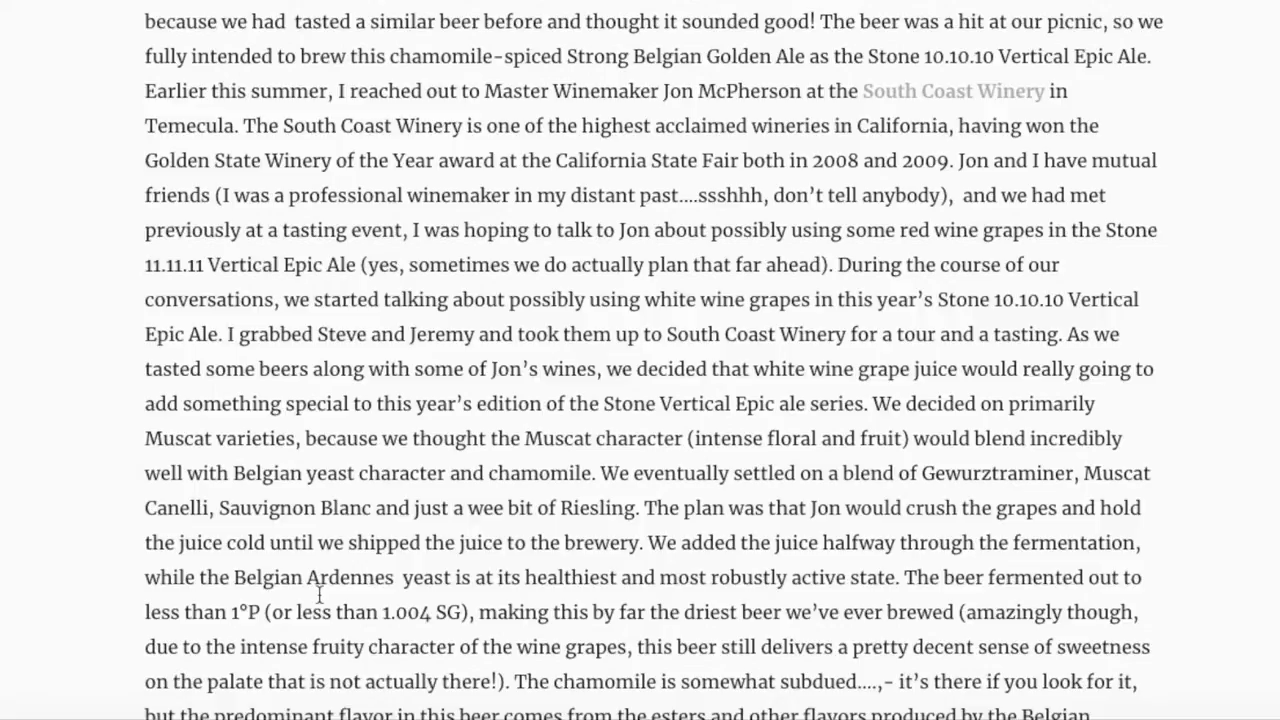 because we had  tasted a similar beer before and thought it sounded good! The beer was a hit at our picnic, so we
fully intended to brew this chamomile-spiced Strong Belgian Golden Ale as the Stone 10.10.10 Vertical Epic Ale.
Earlier this summer, I reached out to Master Winemaker Jon McPherson at the South Coast Winery in
Temecula. The South Coast Winery is one of the highest acclaimed wineries in California, having won the
Golden State Winery of the Year award at the California State Fair both in 2008 and 2009. Jon and I have mutual
friends (I was a professional winemaker in my distant past....ssshhh, don’t tell anybody),  and we had met
previously at a tasting event, I was hoping to talk to Jon about possibly using some red wine grapes in the Stone
11.11.11 Vertical Epic Ale (yes, sometimes we do actually plan that far ahead). During the course of our
conversations, we started talking about possibly using white wine grapes in this year’s Stone 10.10.10 Vertical
Epic Ale. I grabbed Steve and Jeremy and took them up to South Coast Winery for a tour and a tasting. As we
tasted some beers along with some of Jon’s wines, we decided that white wine grape juice would really going to
add something special to this year’s edition of the Stone Vertical Epic ale series. We decided on primarily
Muscat varieties, because we thought the Muscat character (intense floral and fruit) would blend incredibly
well with Belgian yeast character and chamomile. We eventually settled on a blend of Gewurztraminer, Muscat
Canelli, Sauvignon Blanc and just a wee bit of Riesling. The plan was that Jon would crush the grapes and hold
the juice cold until we shipped the juice to the brewery. We added the juice halfway through the fermentation,
while the Belgian Ardennes  yeast is at its healthiest and most robustly active state. The beer fermented out to
less than 1°P (or less than 1.004 SG), making this by far the driest beer we’ve ever brewed (amazingly though,
due to the intense fruity character of the wine grapes, this beer still delivers a pretty decent sense of sweetness
on the palate that is not actually there!). The chamomile is somewhat subdued....,- it’s there if you look for it,
but the predominant flavor in this beer comes from the esters and other flavors produced by the Belgian